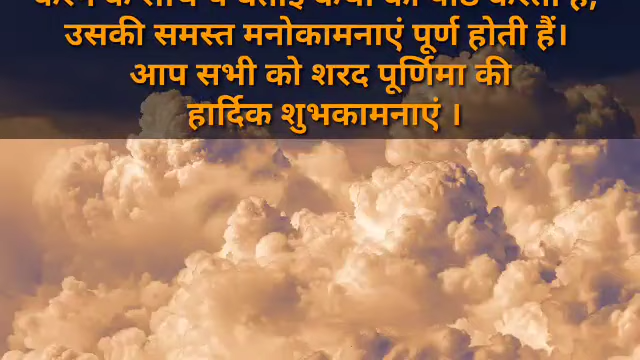 उसकी समस्त मनोकामनाएं पूर्ण होती हैं।
आप सभी को शरद पूर्णिमा की
हार्दिक शुभकामनाएं ।